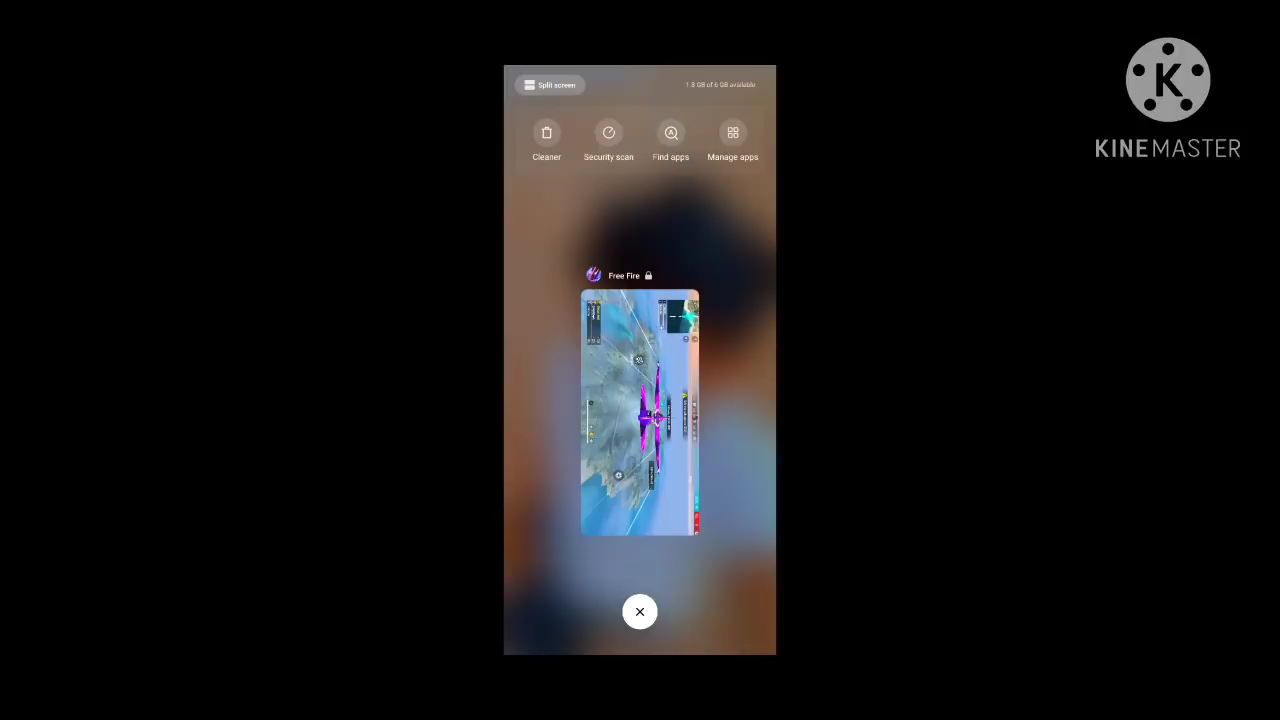 Split screen
1.8 GB of 6 GB available
Cleaner
Security scan
Find apps
Manage apps
Free Fire
K
KINEMASTER